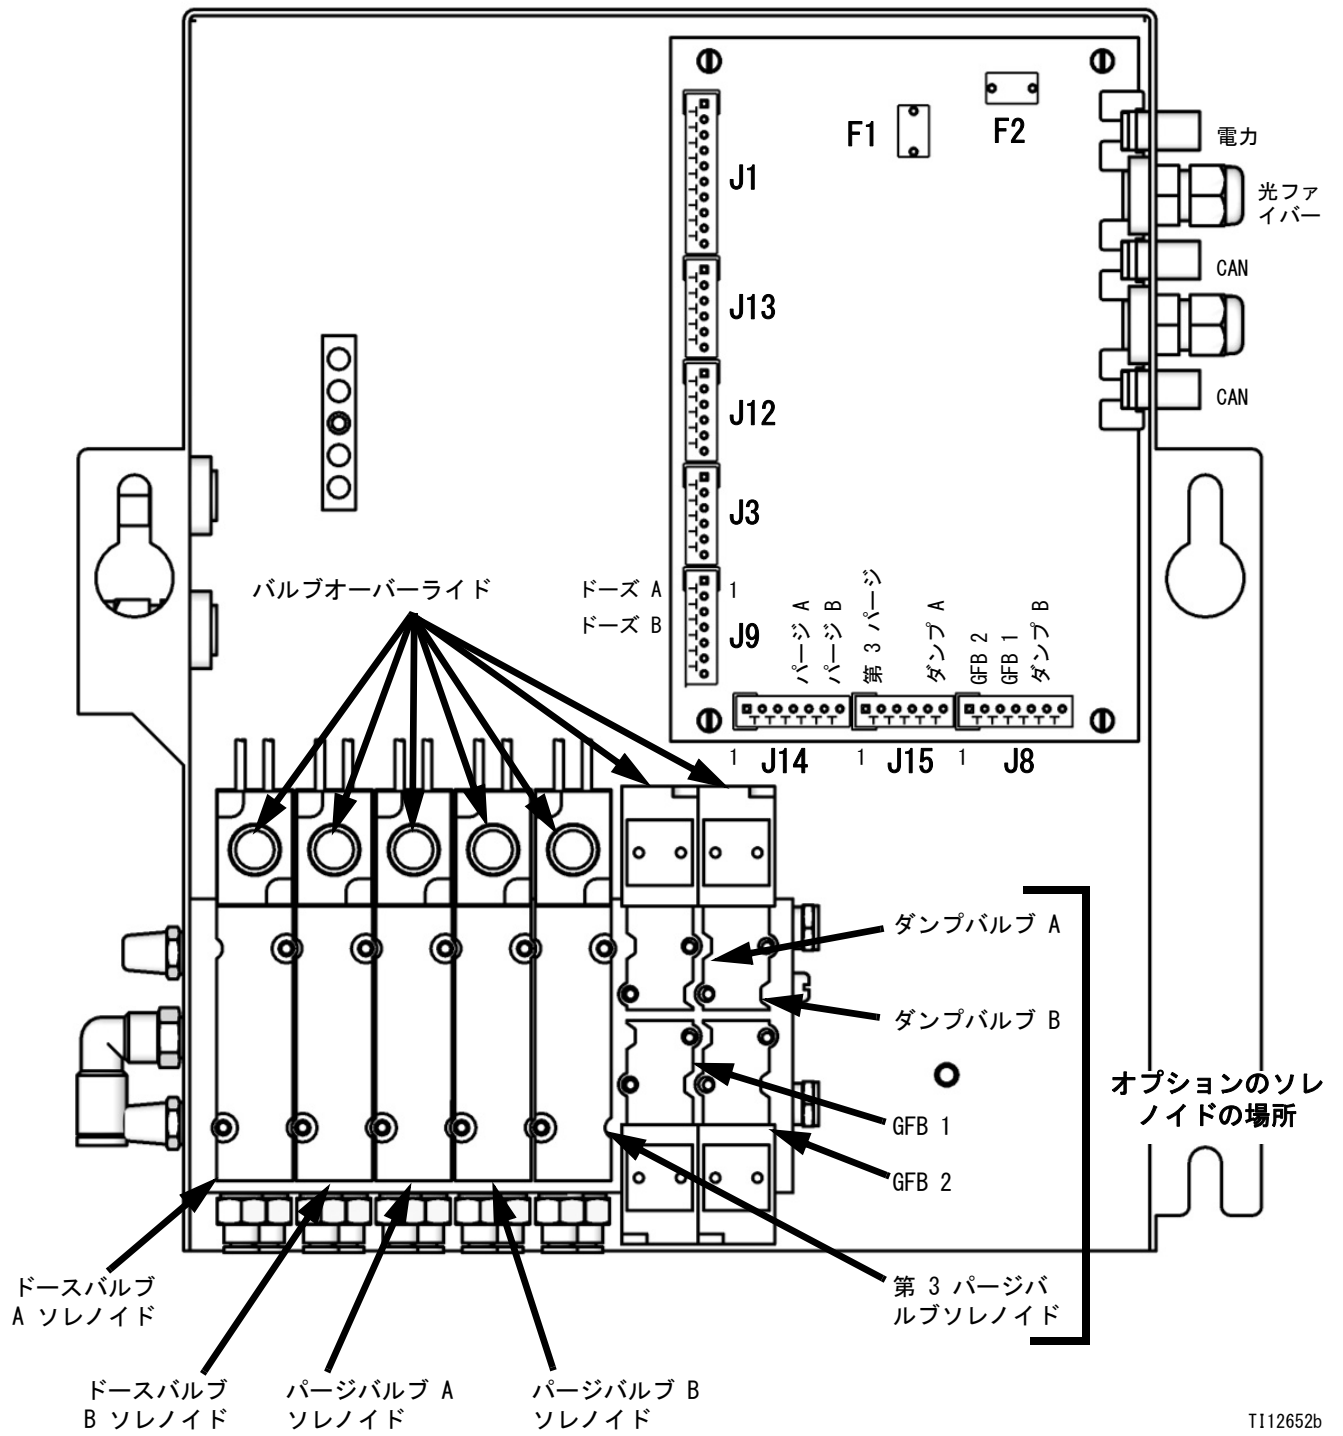 F1
F2
電力
J1
光ファ
イバー
CAN
J13
CAN
J12
J3
バルブオーバーライド
ドーズ A
1
ドーズ B
J9
パージ A
パージ B
第 3 パージ
ダンプ A
GFB 2
GFB 1
ダンプ B
1
J14
1
J15
1
J8
ダンプバルブ A
ダンプバルブ B
オプションのソレ
ノイドの場所
GFB 1
GFB 2
ドースバルブ
A ソレノイド
第 3 パージバ
ルブソレノイド
ドースバルブ
B ソレノイド
パージバルブ A
ソレノイド
パージバルブ B
ソレノイド
TI12652b